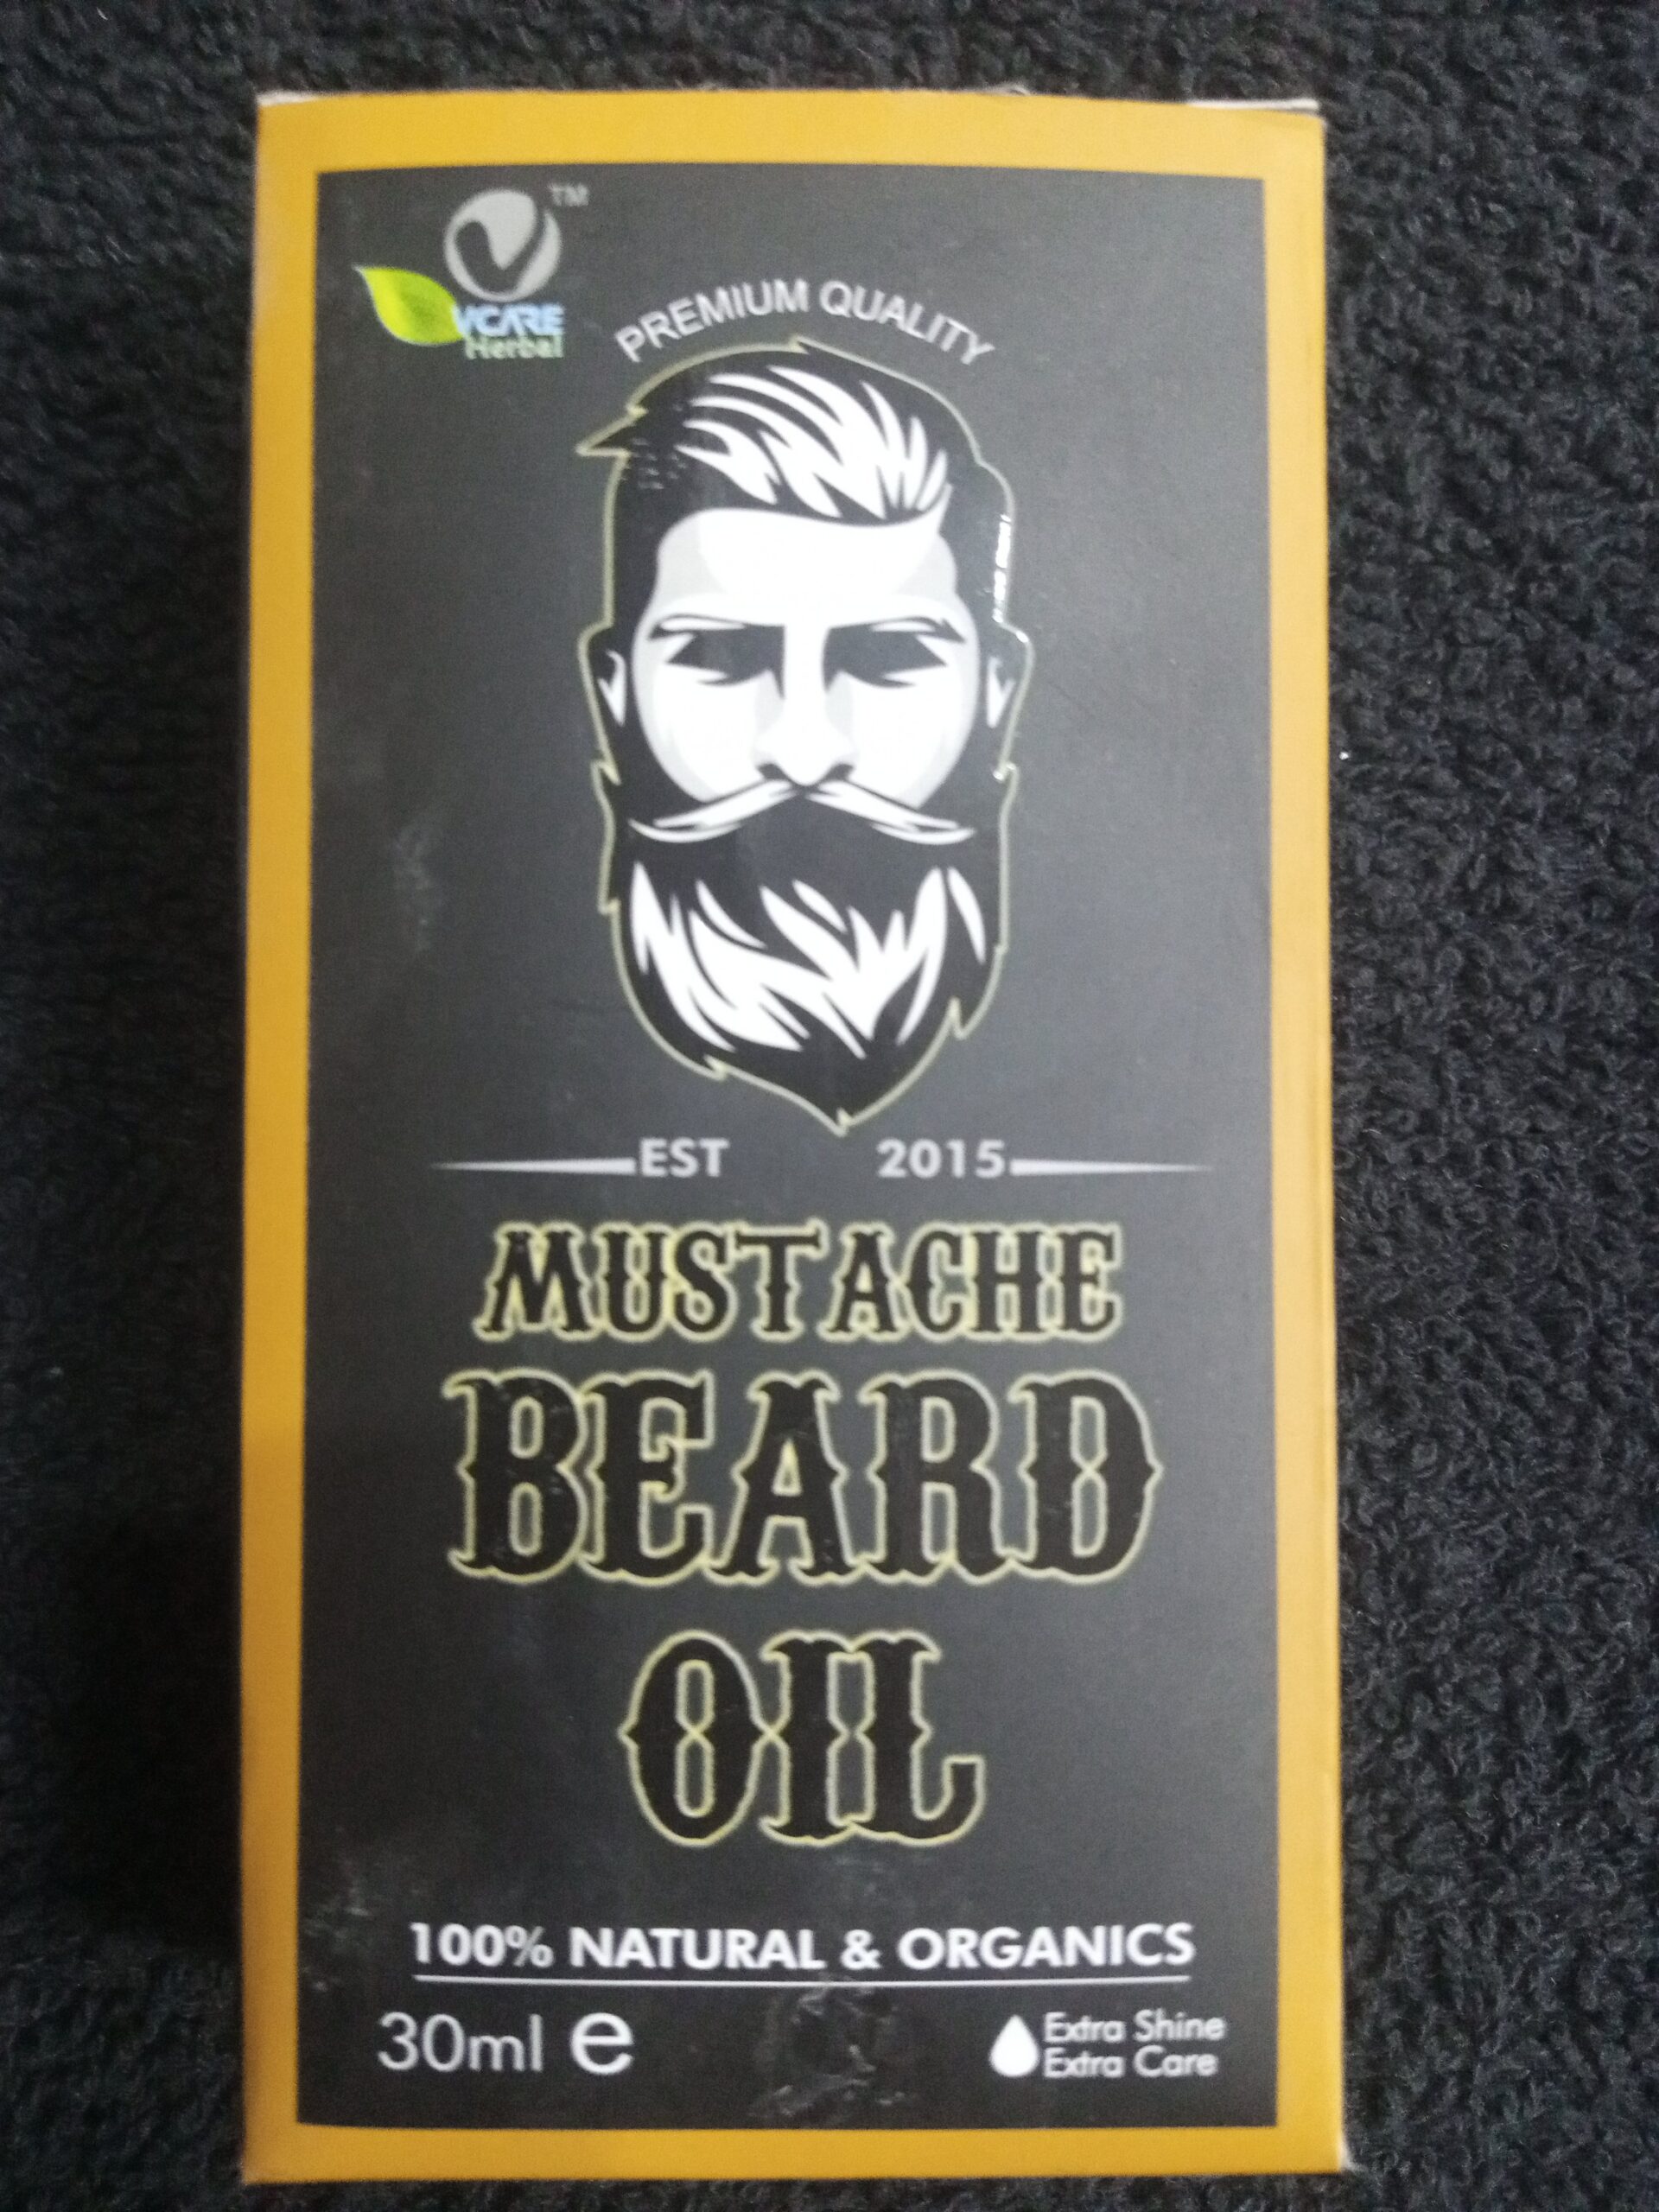 TM
VCARE
Herbal
PREMIUM QUALITY
EST 2015
MUSTACHE
BEARD
OIL
100% NATURAL & ORGANICS
30ml e
Extra Shine
Extra Care